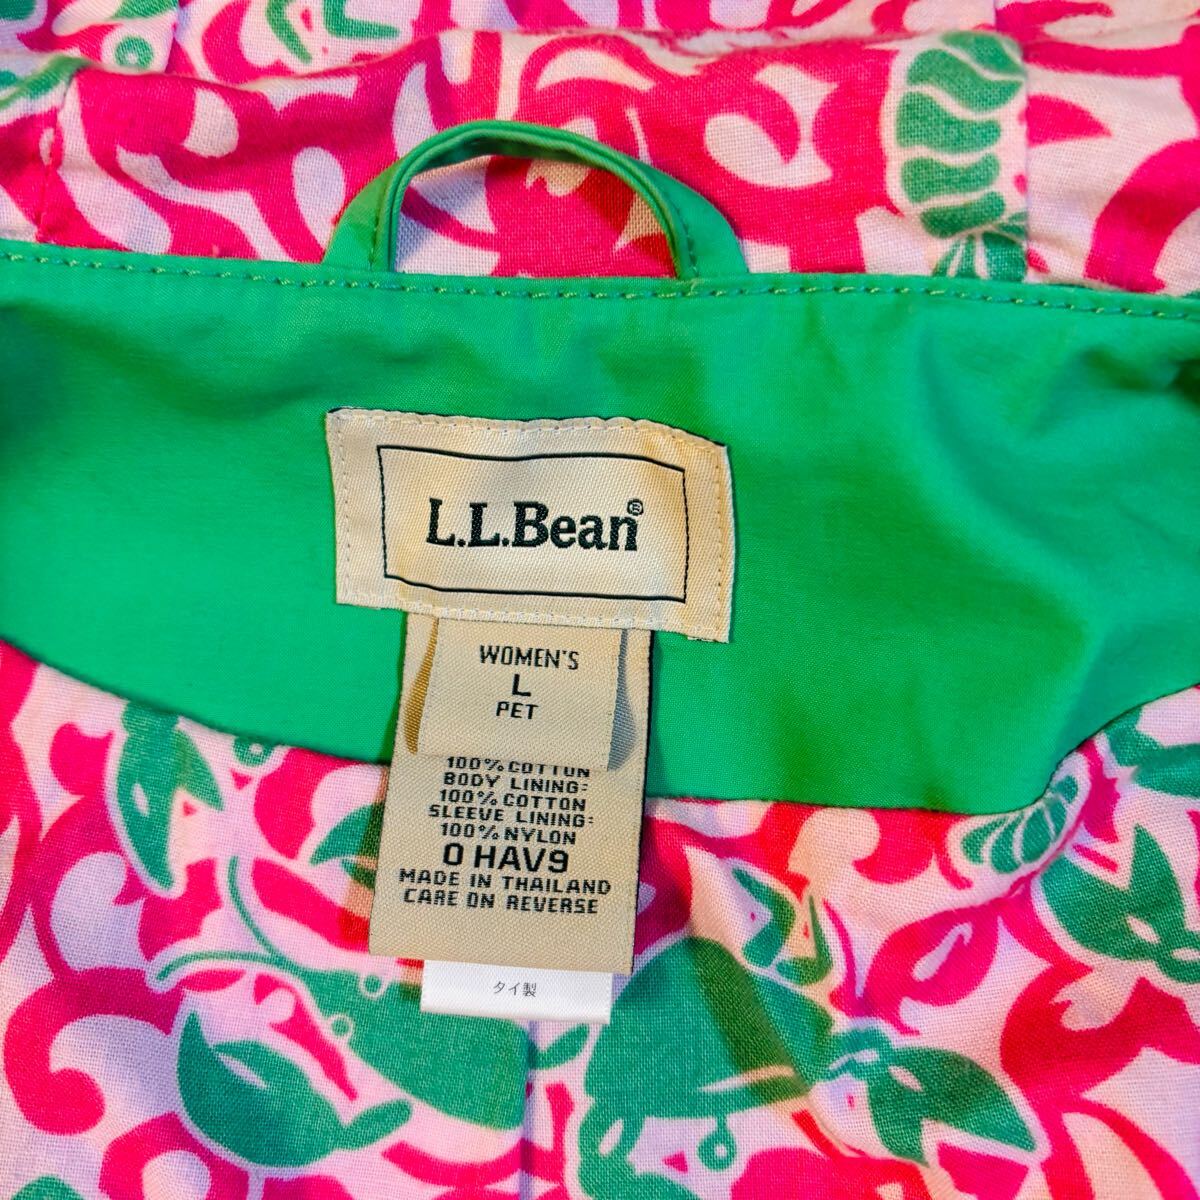 L.L.Bean®
WOMEN'S
L
PET
100% COTTON
BODY LINING:
100% COTTON
SLEEVE LINING:
100% NYLON
0 HAV9
MADE IN THAILAND
CARE ON REVERSE
タイ製